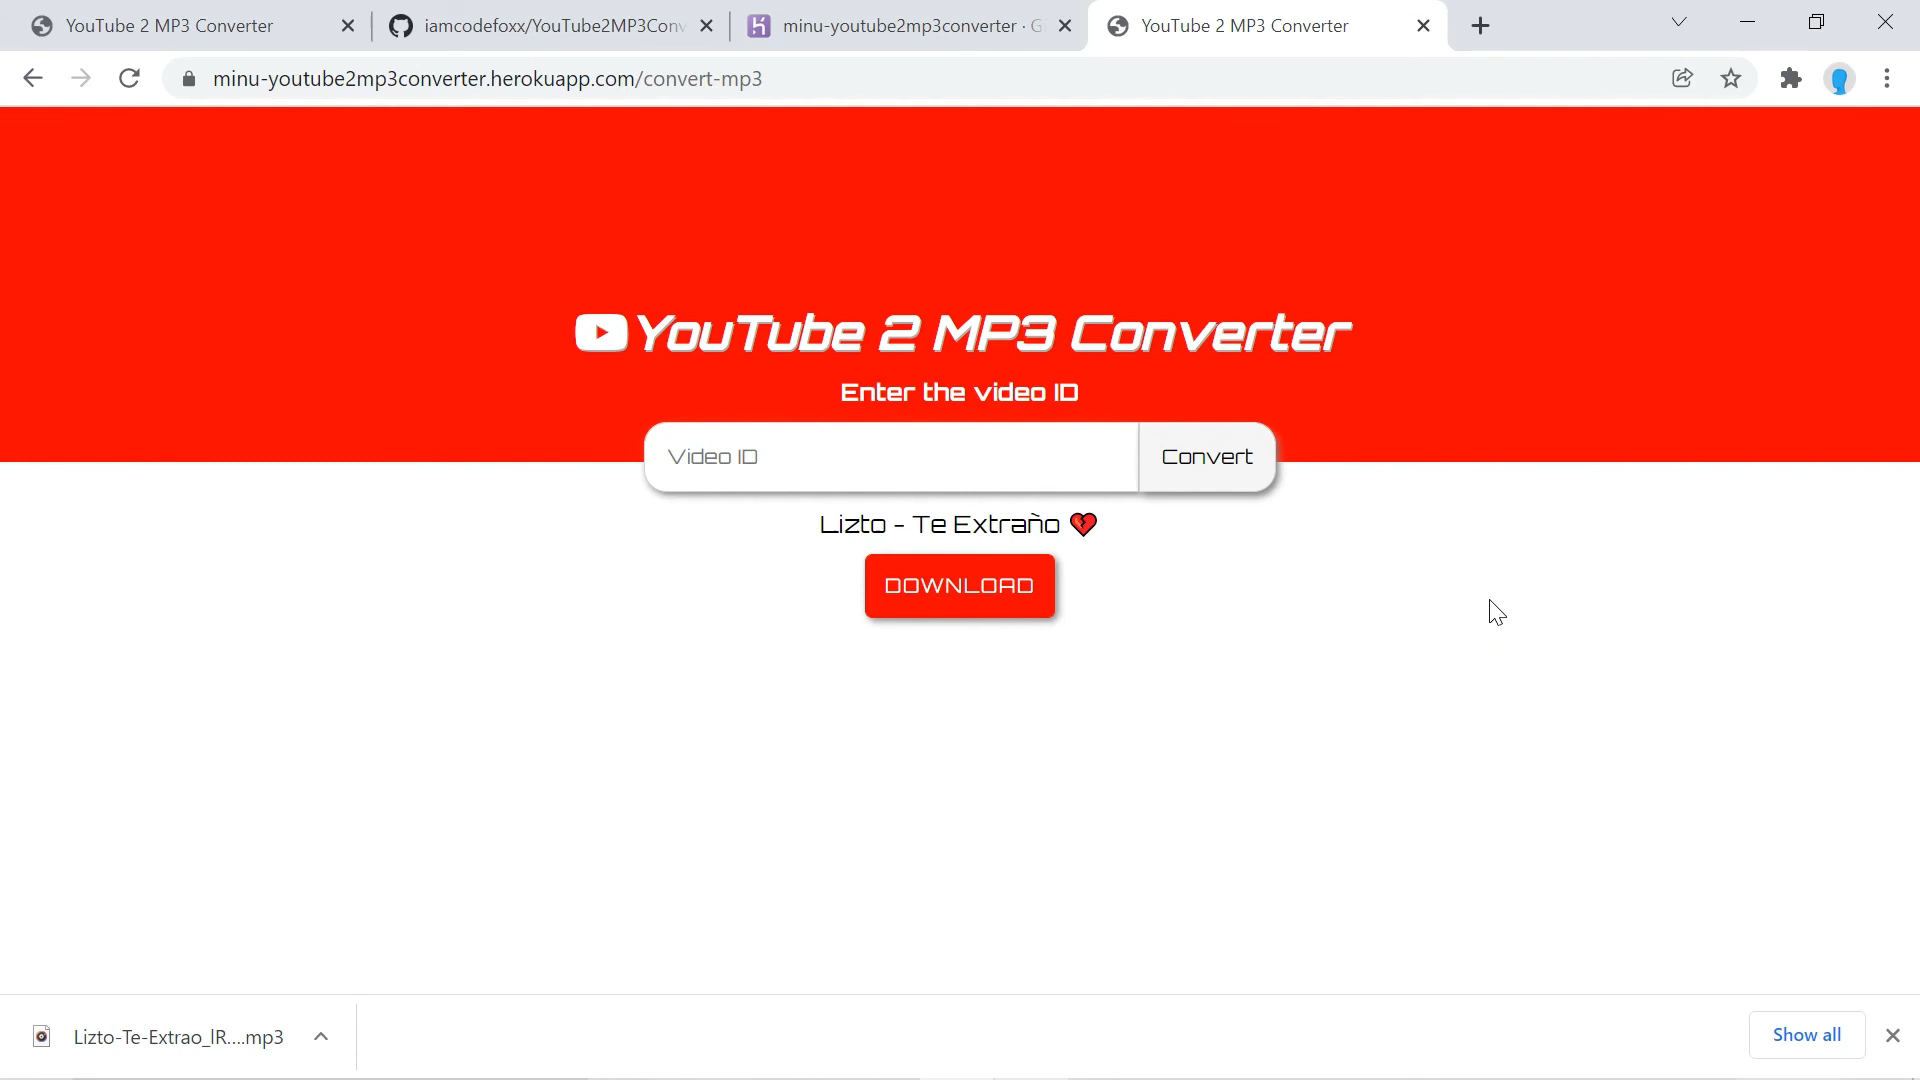 YouTube 2 MP3 Converter
iamcodefoxx/YouTube2MP3Conv
minu-youtube2mp3converter · G
YouTube 2 MP3 Converter
minu-youtube2mp3converter.herokuapp.com/convert-mp3
YouTube 2 MP3 Converter
Enter the video ID
Video ID
Convert
Lizto - Te Extraño 💔
DOWNLOAD
Lizto-Te-Extrao_lR....mp3
Show all